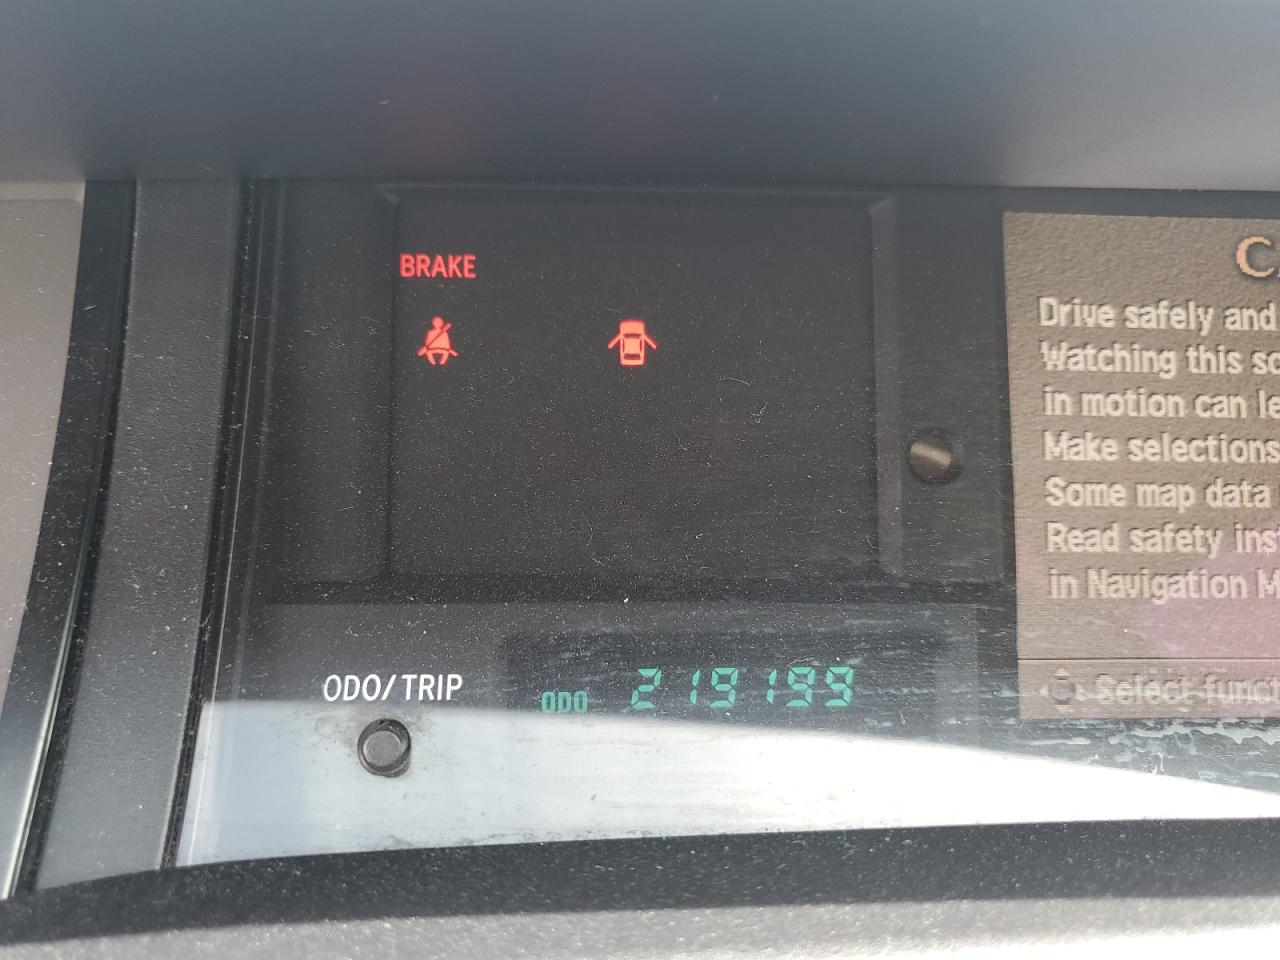 BRAKE
ODO/TRIP
ODO 219199
Drive safely and
Watching this
in motion can
Make selections
Some map data
Read safety
in Navigation
Select